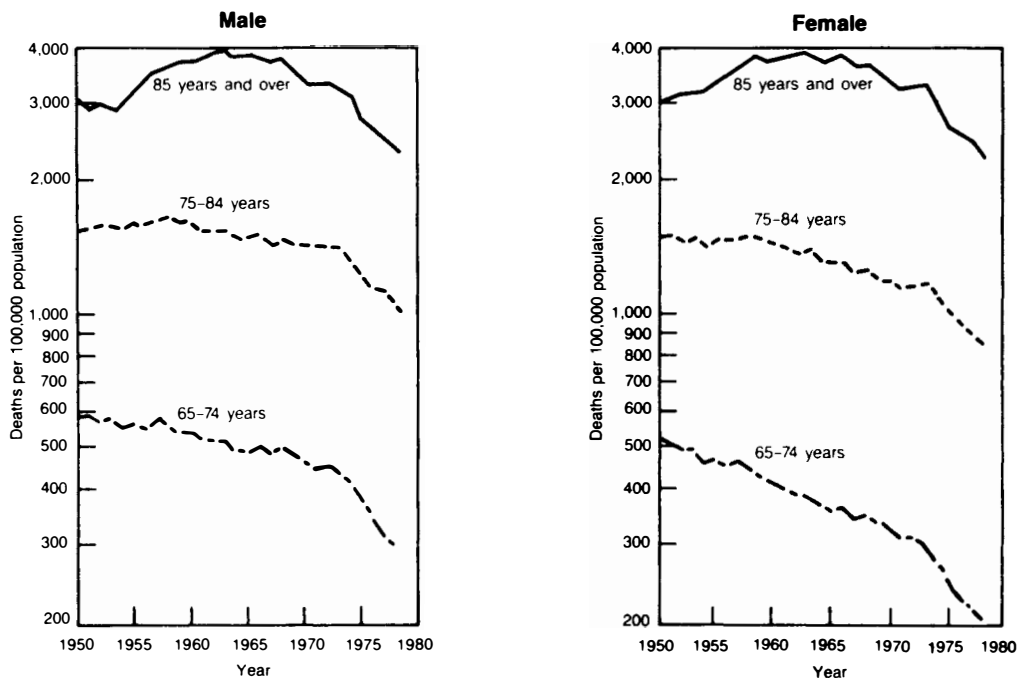 Male
Deaths per 100,000 population
4,000
3,000
2,000
1,000
900
800
700
600
500
400
300
200
85 years and over
75–84 years
65–74 years
1950 1955 1960 1965 1970 1975 1980
Year
Female
Deaths per 100,000 population
4,000
3,000
2,000
1,000
900
800
700
600
500
400
300
200
85 years and over
75–84 years
65–74 years
1950 1955 1960 1965 1970 1975 1980
Year